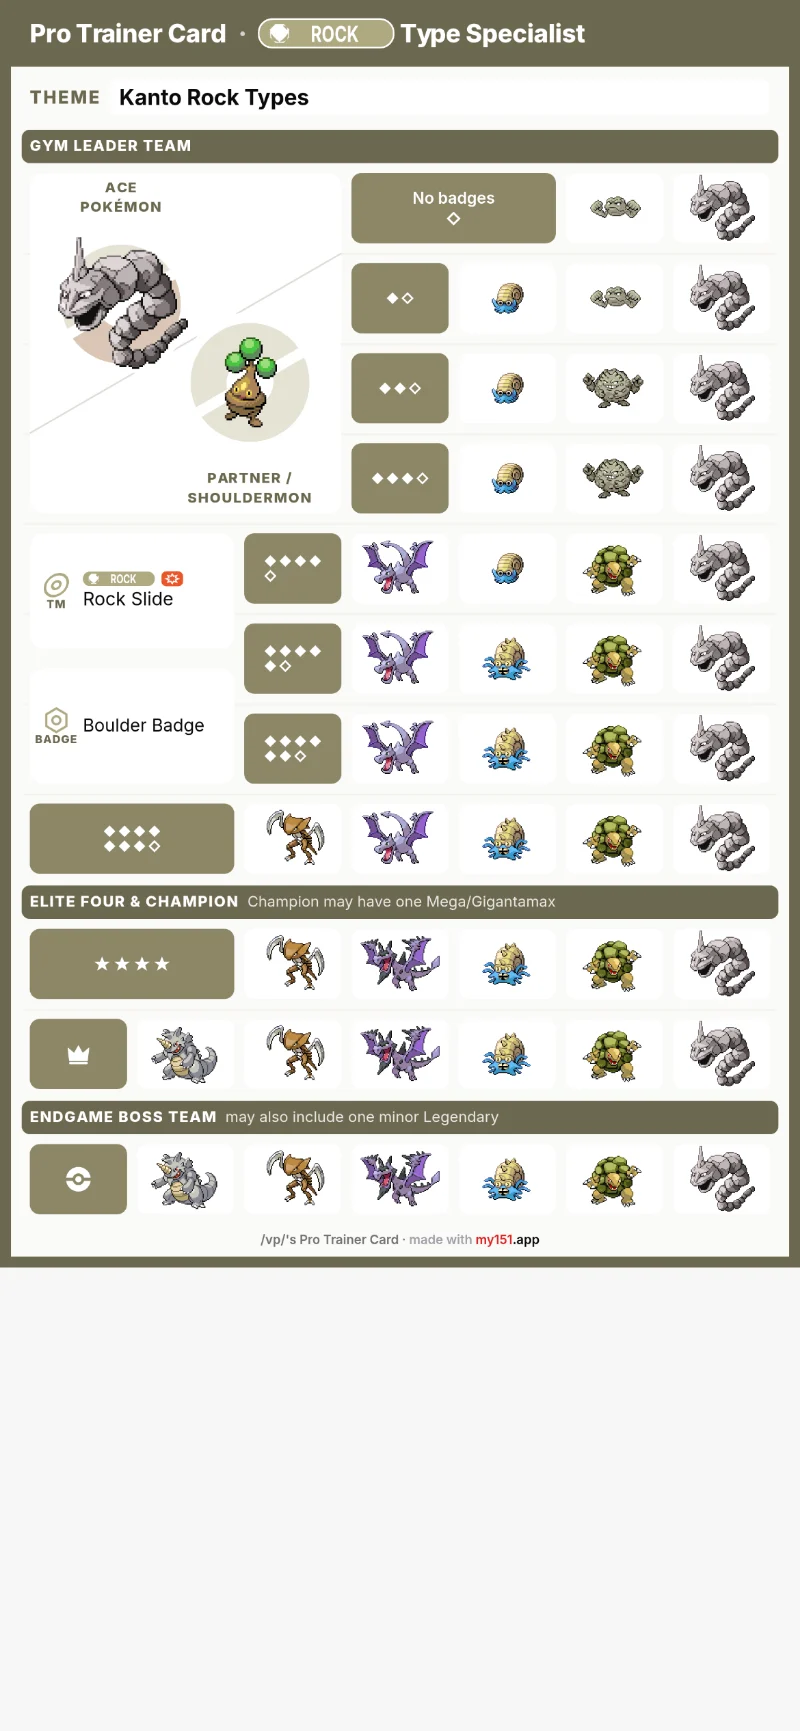 Pro Trainer Card · ROCK Type Specialist
THEME Kanto Rock Types
GYM LEADER TEAM
ACE
POKÉMON
No badges
PARTNER /
SHOULDERMON
ROCK
TM
Rock Slide
BADGE
Boulder Badge
ELITE FOUR & CHAMPION Champion may have one Mega/Gigantamax
ENDGAME BOSS TEAM may also include one minor Legendary
/vp/'s Pro Trainer Card · made with my151.app